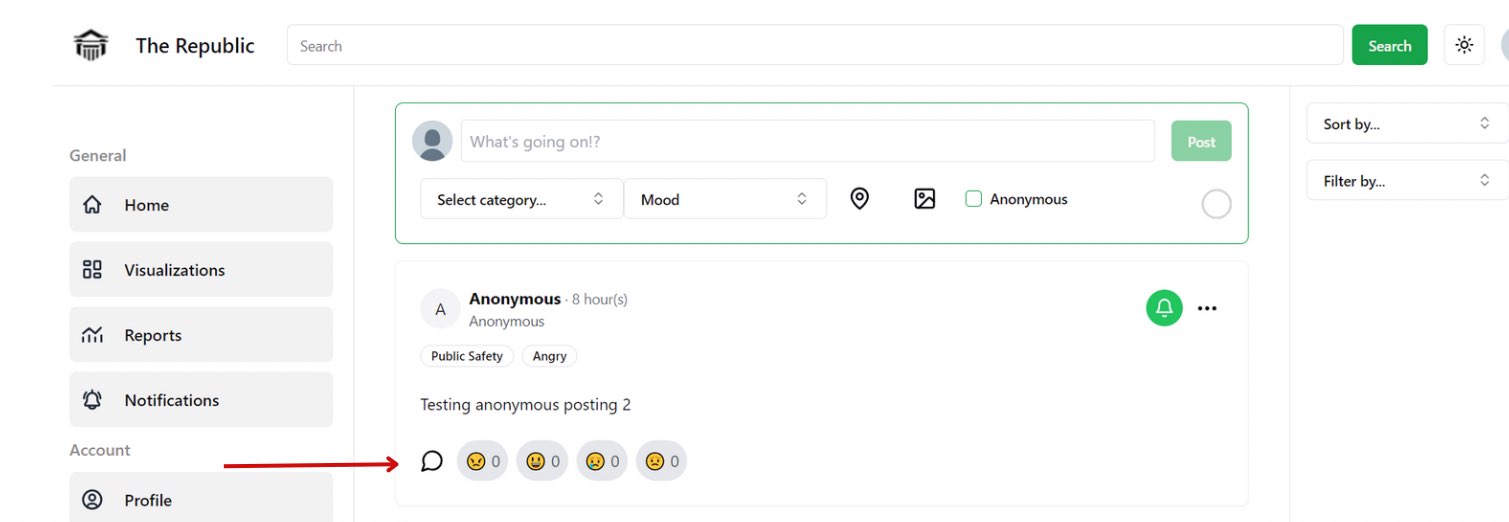 The Republic
Search
Search
General
Home
Visualizations
Reports
Notifications
Account
Profile
What's going on!?
Post
Select category...
Mood
Anonymous
A
Anonymous · 8 hour(s)
Anonymous
Public Safety
Angry
Testing anonymous posting 2
0 0 0 0
Sort by...
Filter by...